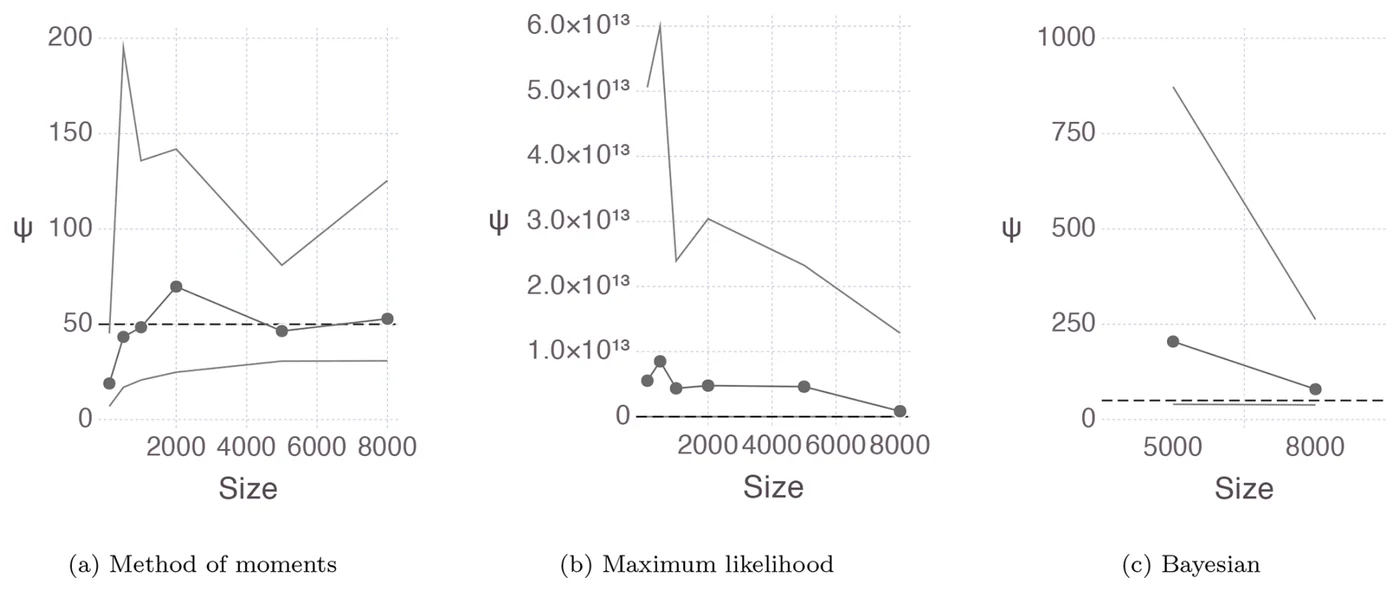 200
150
100
50
0
ψ
2000 4000 6000 8000
Size
(a) Method of moments
6.0×10¹³
5.0×10¹³
4.0×10¹³
3.0×10¹³
2.0×10¹³
1.0×10¹³
0
ψ
2000 4000 6000 8000
Size
(b) Maximum likelihood
1000
750
500
250
0
ψ
5000 8000
Size
(c) Bayesian